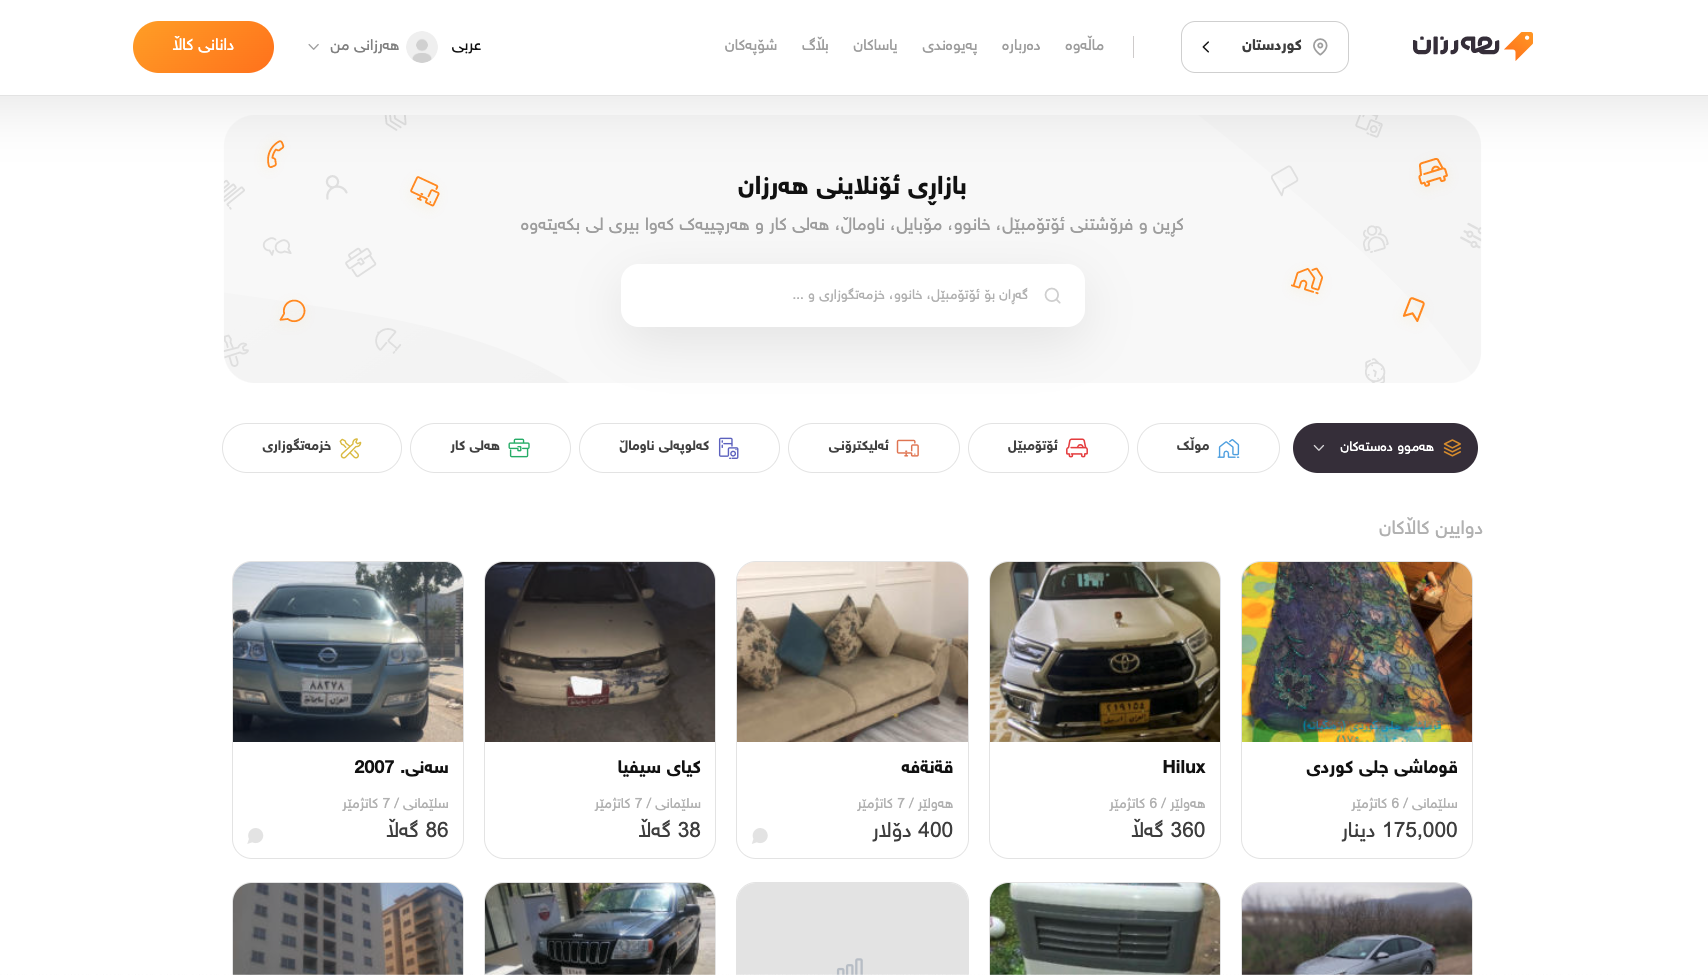 هەرزان
کوردستان
ماڵەوە
دەربارە
پەیوەندی
یاساکان
بڵاگ
شۆپەکان
عربی
هەرزانی من
دانانی کاڵا
بازاڕی ئۆنلاینی هەرزان
کڕین و فرۆشتنی ئۆتۆمبێل، خانوو، مۆبایل، ناوماڵ، هەلی کار و هەرچییەک کەوا بیری لی بکەیتەوە
گەڕان بۆ ئۆتۆمبێل، خانوو، خزمەتگوزاری و ...
هەموو دەستەکان
موڵک
ئۆتۆمبێل
ئەلیکترۆنی
کەلوپەلی ناوماڵ
هەلی کار
خزمەتگوزاری
دوایین کاڵاکان
قوماشی جلی کوردی
سلێمانی / 6 کاتژمێر
175,000 دینار
Hilux
هەولێر / 6 کاتژمێر
360 گەڵا
قةنةفه
هەولێر / 7 کاتژمێر
400 دۆلار
کیای سیفیا
سلێمانی / 7 کاتژمێر
38 گەڵا
سەنی. 2007
سلێمانی / 7 کاتژمێر
86 گەڵا